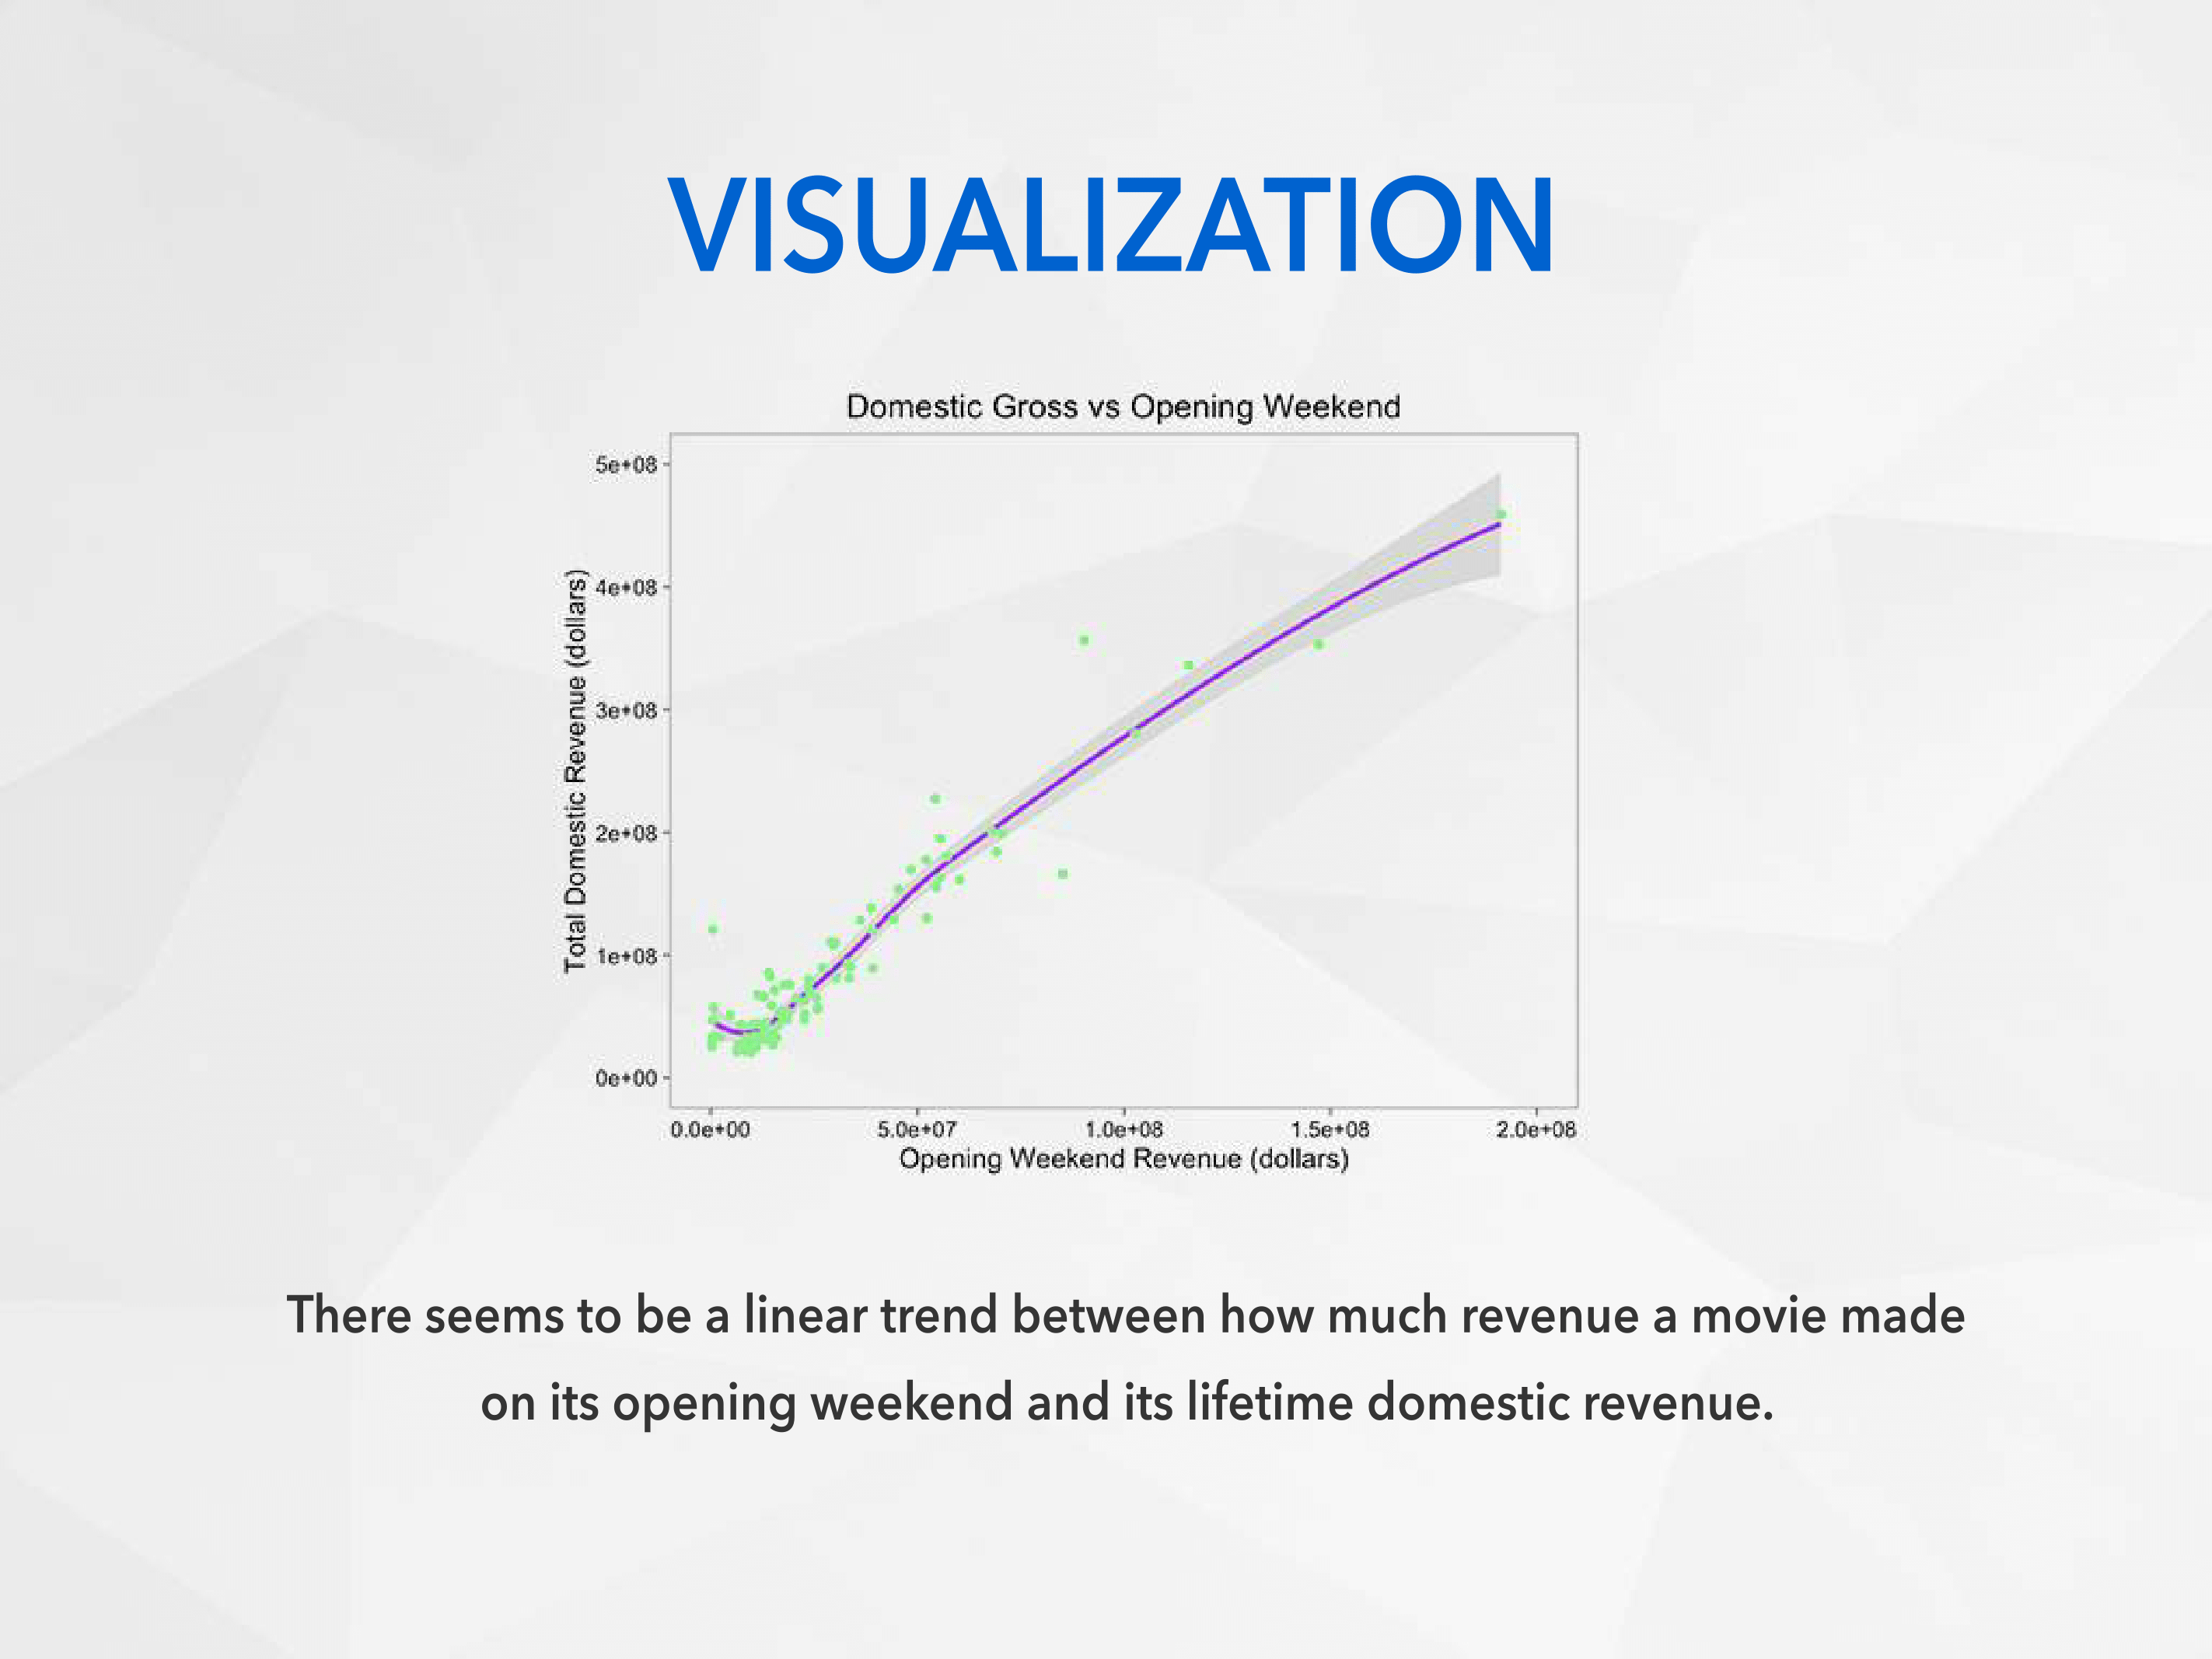 VISUALIZATION
Domestic Gross vs Opening Weekend
5e+08
4e+08
3e+08
2e+08
1e+08
0e+00
Total Domestic Revenue (dollars)
0.0e+00 5.0e+07 1.0e+08 1.5e+08 2.0e+08
Opening Weekend Revenue (dollars)
There seems to be a linear trend between how much revenue a movie made
on its opening weekend and its lifetime domestic revenue.